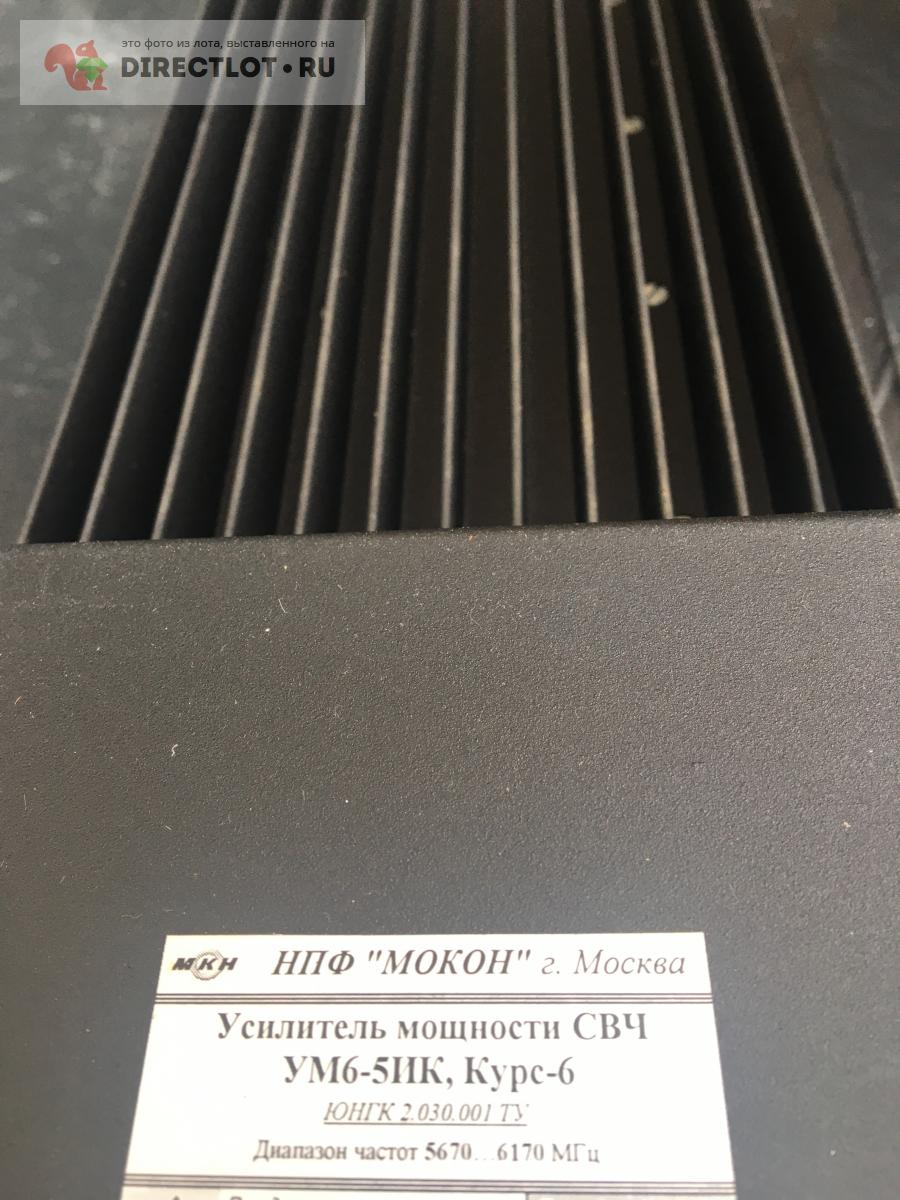 это фото из лота, выставленного на
DIRECTLOT.RU
МКН НПФ "МОКОН" г. Москва
Усилитель мощности СВЧ
УМ6-5ИК, Курс-6
ЮНГК 2.030.001 ТУ
Диапазон частот 5670...6170 МГц